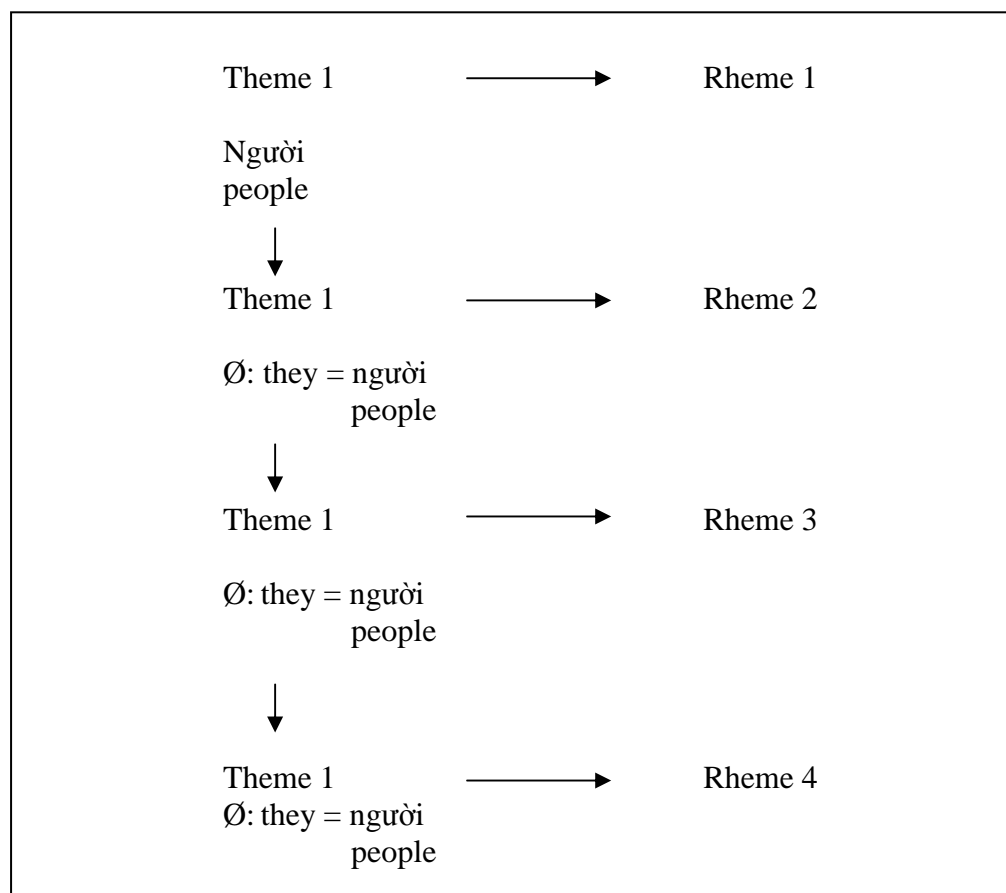 Theme 1 Rheme 1
Người
people
Theme 1 Rheme 2
Ø: they = người
people
Theme 1 Rheme 3
Ø: they = người
people
Theme 1 Rheme 4
Ø: they = người
people